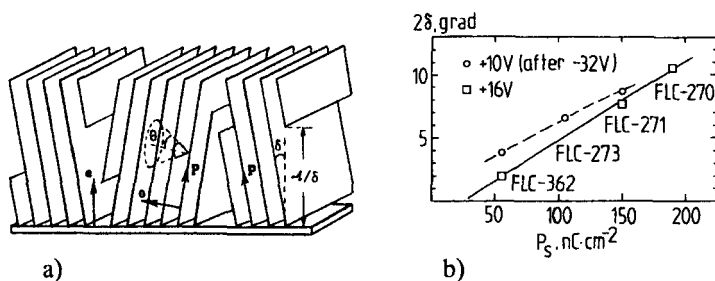 2δ, grad
○ +10V (after -32V)
□ +16V
FLC-270
FLC-271
FLC-273
FLC-362
10
5
50 100 150 200
P_S, nC·cm⁻²
θ
P
P
δ
a)
b)